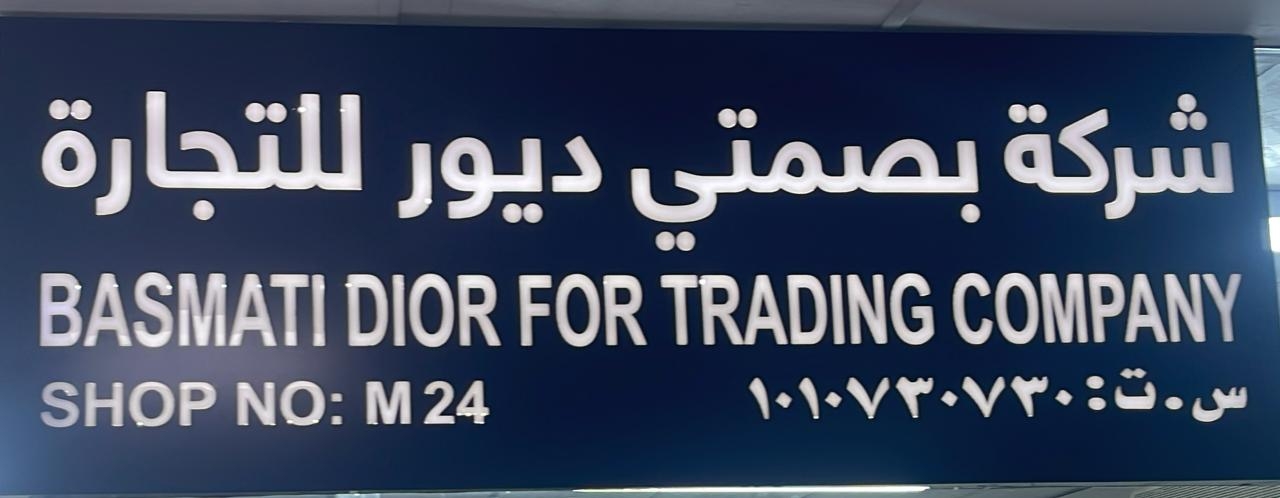 شركة بصمتي ديور للتجارة
BASMATI DIOR FOR TRADING COMPANY
SHOP NO: M 24
س.ت: ١٠١٠٧٣٠٧٣٠